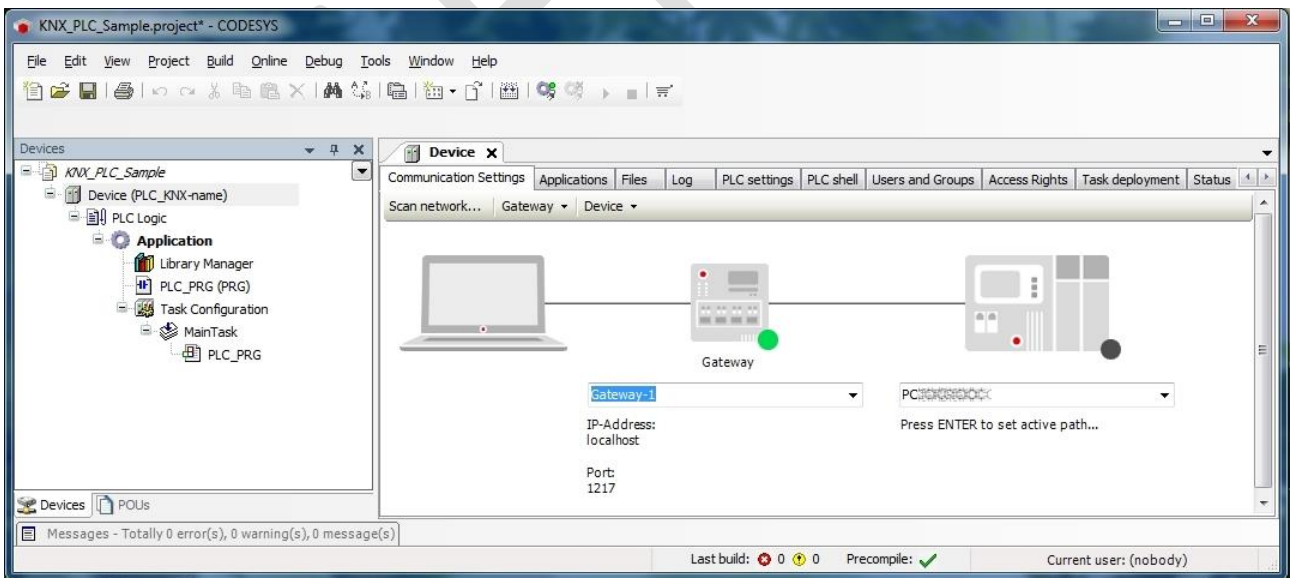 KNX_PLC_Sample.project* - CODESYS
File Edit View Project Build Online Debug Tools Window Help
Devices
KNX_PLC_Sample
Device (PLC_KNX-name)
PLC Logic
Application
Library Manager
PLC_PRG (PRG)
Task Configuration
MainTask
PLC_PRG
Devices POUs
Device
Communication Settings Applications Files Log PLC settings PLC shell Users and Groups Access Rights Task deployment Status
Scan network... Gateway Device
Gateway
Gateway-1
IP-Address:
localhost
Port:
1217
Press ENTER to set active path...
Messages - Totally 0 error(s), 0 warning(s), 0 message(s)
Last build: 0 0 Precompile: Current user: (nobody)